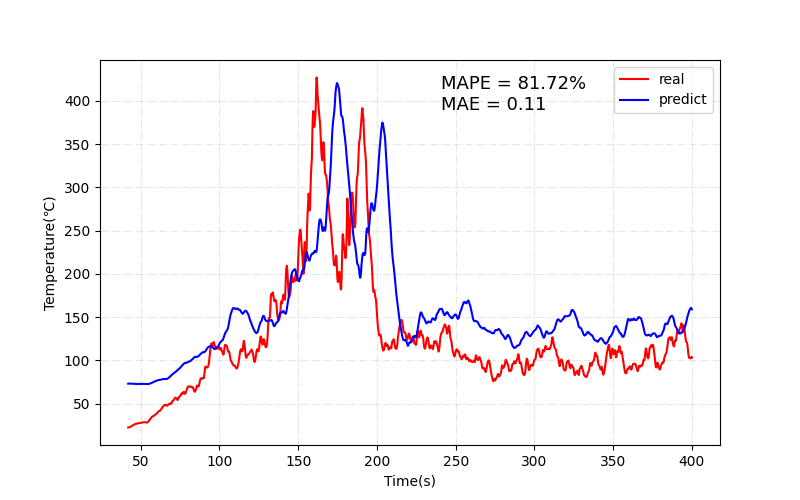 MAPE = 81.72%
MAE = 0.11
real
predict
Temperature(℃)
400
350
300
250
200
150
100
50
50 100 150 200 250 300 350 400
Time(s)